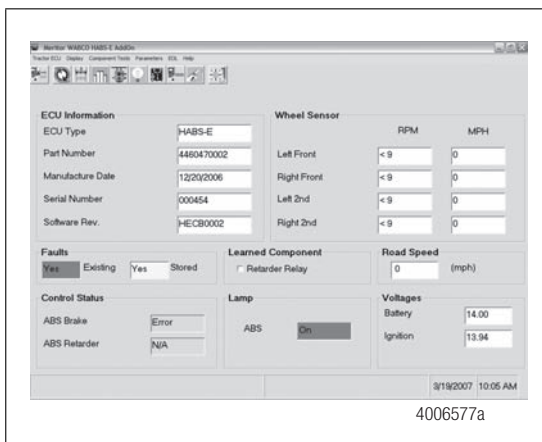 Meritor WABCO HABS-E AddOn
Tractor ECU Display Component Tools Parameters EOL Help
ECU Information
ECU Type HABS-E
Part Number 4460470002
Manufacture Date 12/20/2006
Serial Number 000454
Software Rev. HECB0002
Wheel Sensor
RPM MPH
Left Front < 9 0
Right Front < 9 0
Left 2nd < 9 0
Right 2nd < 9 0
Faults
Yes Existing Yes Stored
Learned Component
Retarder Relay
Road Speed
0 (mph)
Control Status
ABS Brake Error
ABS Retarder N/A
Lamp
ABS On
Voltages
Battery 14.00
Ignition 13.94
3/19/2007 10:05 AM
4006577a